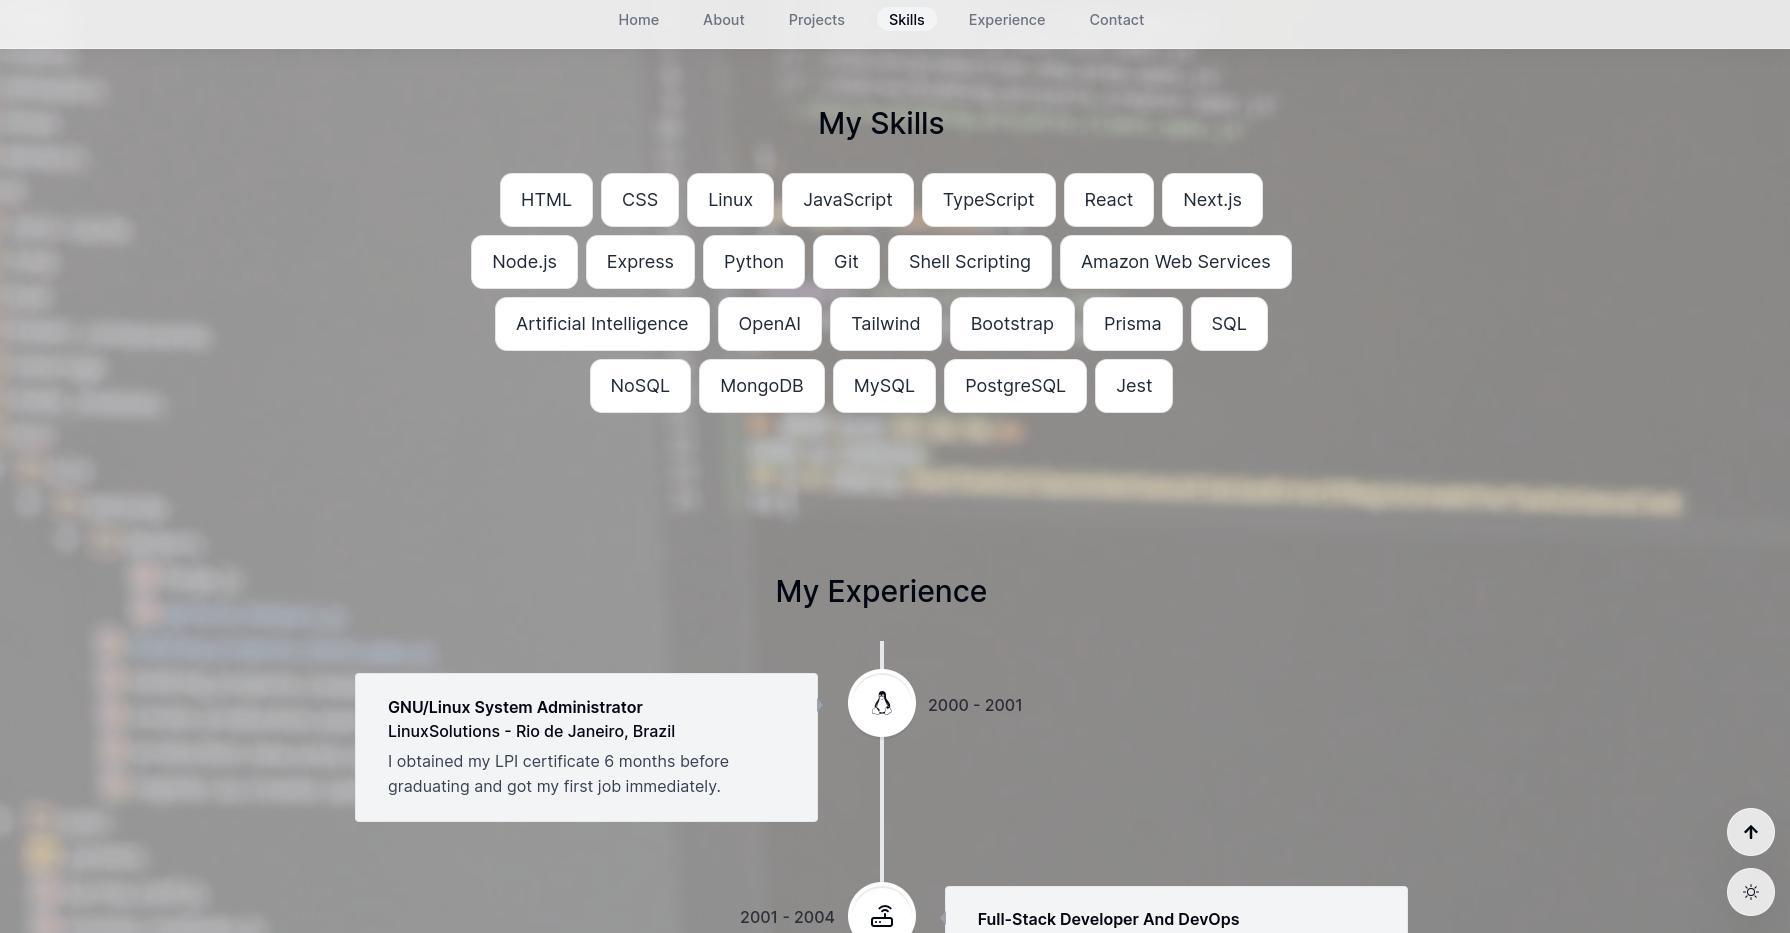 Home About Projects Skills Experience Contact
My Skills
HTML CSS Linux JavaScript TypeScript React Next.js
Node.js Express Python Git Shell Scripting Amazon Web Services
Artificial Intelligence OpenAI Tailwind Bootstrap Prisma SQL
NoSQL MongoDB MySQL PostgreSQL Jest
My Experience
GNU/Linux System Administrator
LinuxSolutions - Rio de Janeiro, Brazil
I obtained my LPI certificate 6 months before
graduating and got my first job immediately.
2000 - 2001
2001 - 2004
Full-Stack Developer And DevOps